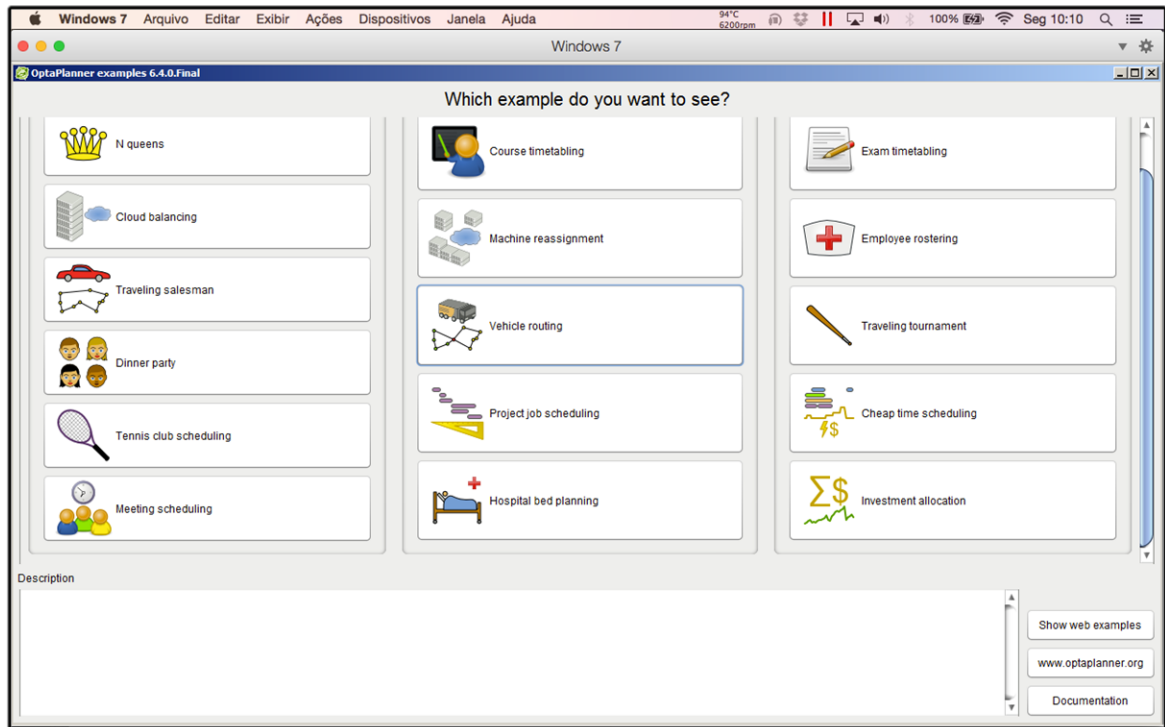 Windows 7 Arquivo Editar Exibir Ações Dispositivos Janela Ajuda 94°C 6200rpm 100% Seg 10:10
Windows 7
OptaPlanner examples 6.4.0.Final
Which example do you want to see?
N queens
Cloud balancing
Traveling salesman
Dinner party
Tennis club scheduling
Meeting scheduling
Course timetabling
Machine reassignment
Vehicle routing
Project job scheduling
Hospital bed planning
Exam timetabling
Employee rostering
Traveling tournament
Cheap time scheduling
Investment allocation
Description
Show web examples
www.optaplanner.org
Documentation